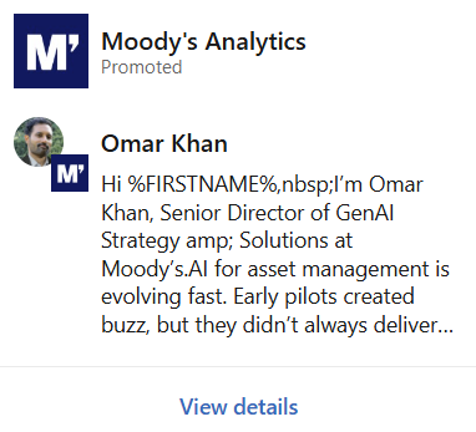 M’
Moody's Analytics
Promoted
Omar Khan
M’
Hi %FIRSTNAME%,nbsp;I’m Omar
Khan, Senior Director of GenAI
Strategy amp; Solutions at
Moody’s.AI for asset management is
evolving fast. Early pilots created
buzz, but they didn’t always deliver...
View details